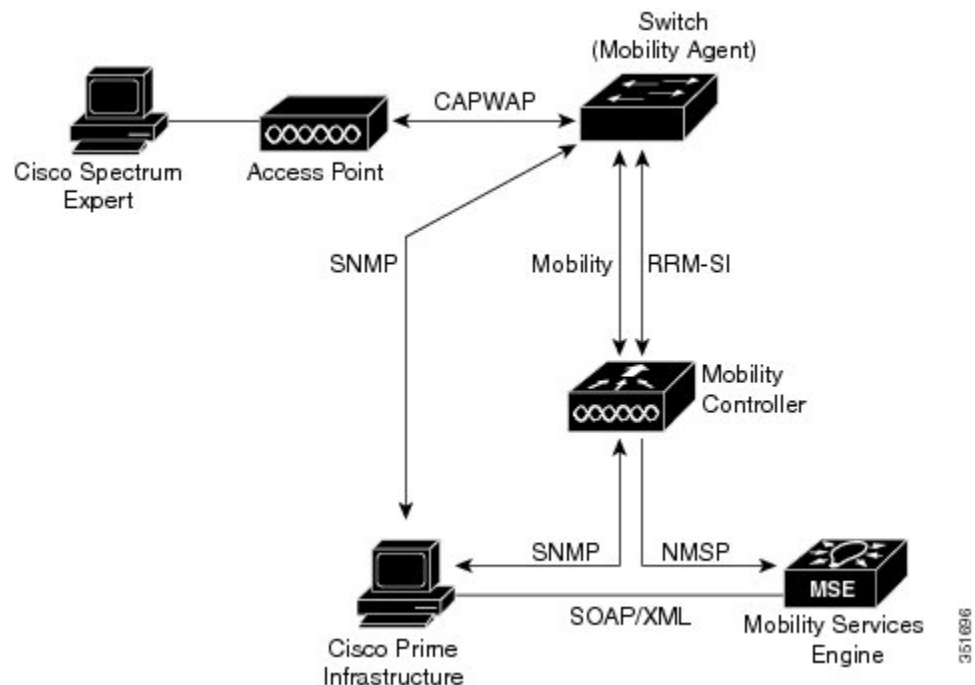 Switch
(Mobility Agent)
CAPWAP
Cisco Spectrum
Expert
Access Point
SNMP
Mobility
RRM-SI
Mobility
Controller
SNMP
NMSP
MSE
SOAP/XML
Cisco Prime
Infrastructure
Mobility Services
Engine
351696